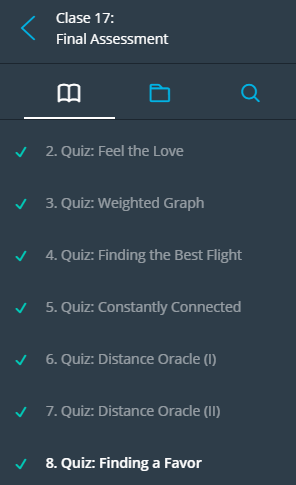 Clase 17:
Final Assessment
2. Quiz: Feel the Love
3. Quiz: Weighted Graph
4. Quiz: Finding the Best Flight
5. Quiz: Constantly Connected
6. Quiz: Distance Oracle (I)
7. Quiz: Distance Oracle (II)
8. Quiz: Finding a Favor